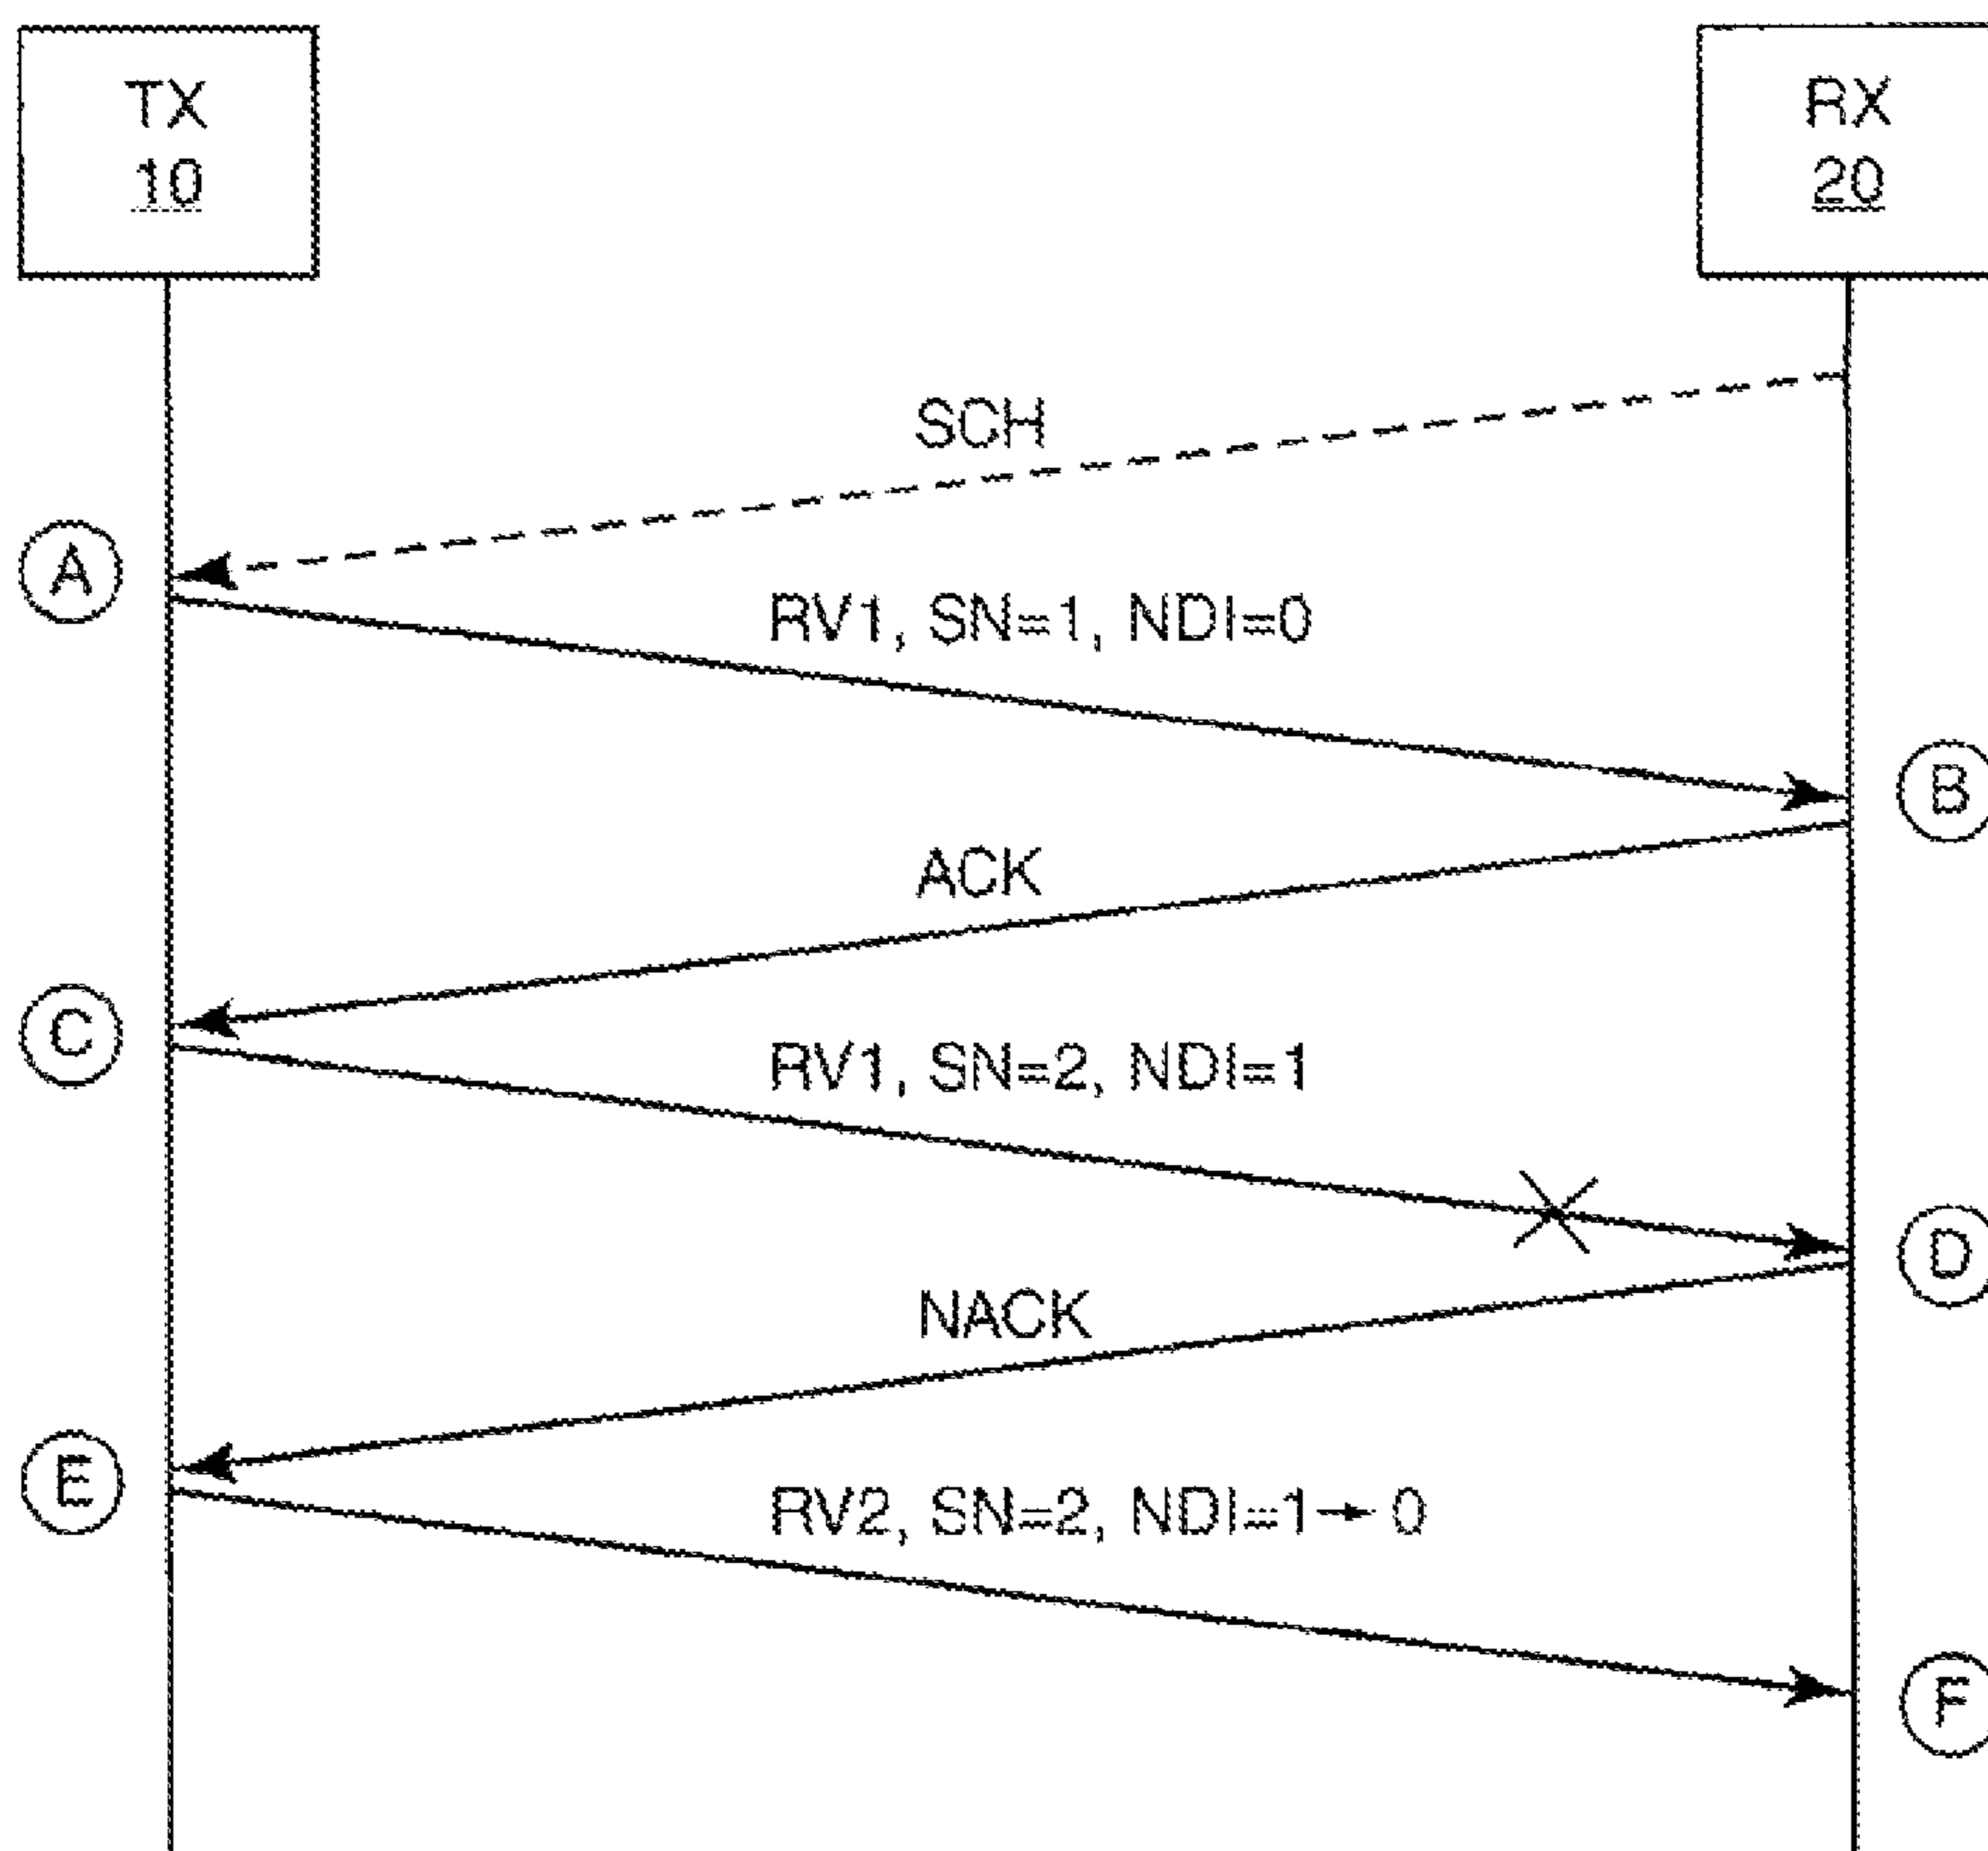 TX
10
RX
20
SCH
A
RV1, SN=1, NDI=0
B
ACK
C
RV1, SN=2, NDI=1
D
NACK
E
RV2, SN=2, NDI=1→0
F